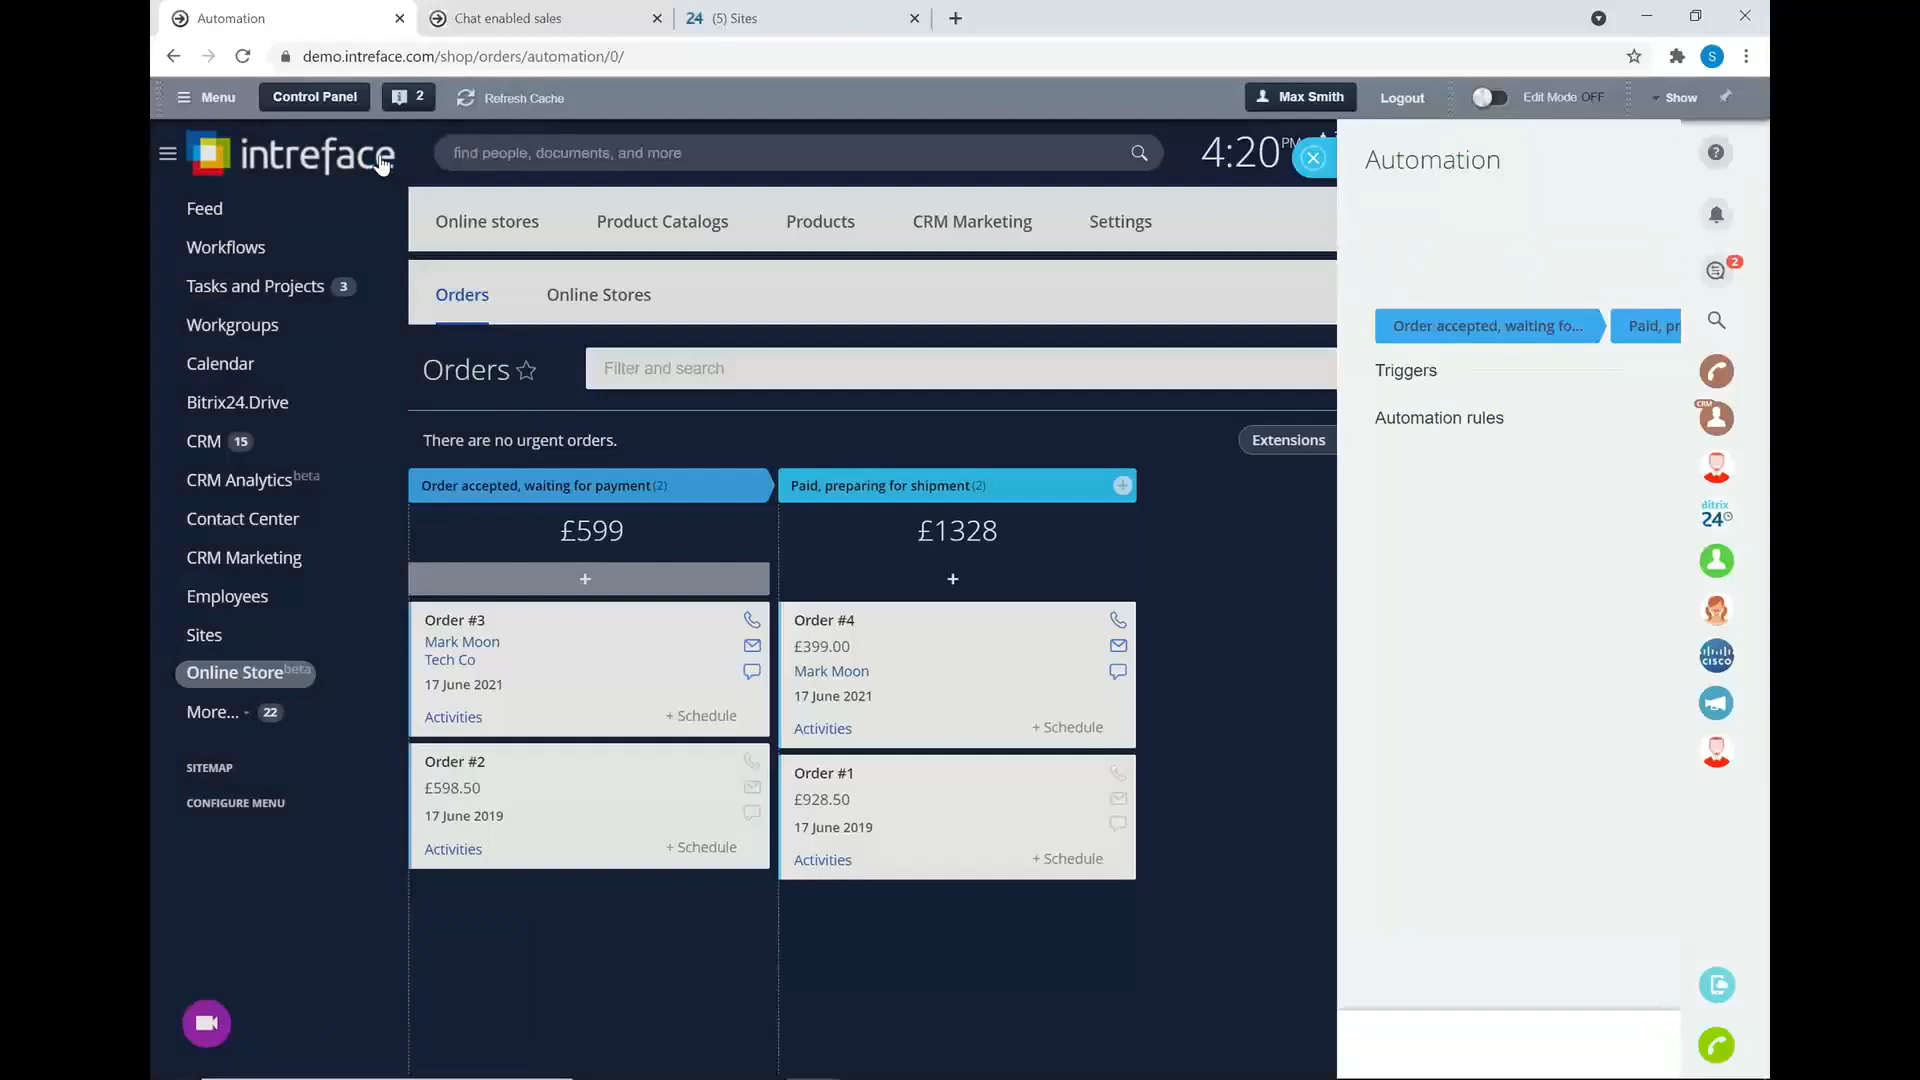 Automation
Chat enabled sales
24 (5) Sites
demo.intreface.com/shop/orders/automation/0/
S
Menu
Control Panel
2
Refresh Cache
Max Smith
Logout
Edit Mode OFF
Show
intreface
find people, documents, and more
4:20 PM
Automation
Feed
Workflows
Tasks and Projects 3
Workgroups
Calendar
Bitrix24.Drive
CRM 15
CRM Analytics beta
Contact Center
CRM Marketing
Employees
Sites
Online Store beta
More... 22
SITEMAP
CONFIGURE MENU
Online stores
Product Catalogs
Products
CRM Marketing
Settings
Orders
Online Stores
Orders
Filter and search
There are no urgent orders.
Extensions
Order accepted, waiting for payment (2)
£599
+
Order #3
Mark Moon
Tech Co
17 June 2021
Activities
+ Schedule
Order #2
£598.50
17 June 2019
Activities
+ Schedule
Paid, preparing for shipment (2)
£1328
+
Order #4
£399.00
Mark Moon
17 June 2021
Activities
+ Schedule
Order #1
£928.50
17 June 2019
Activities
+ Schedule
Order accepted, waiting fo...
Paid, pr
Triggers
Automation rules
?
2
CRM
bitrix
24
CISCO